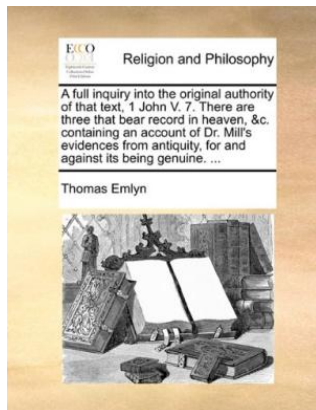 ECCO
Religion and Philosophy
A full inquiry into the original authority
of that text, 1 John V. 7. There are
three that bear record in heaven, &c.
containing an account of Dr. Mill's
evidences from antiquity, for and
against its being genuine. ...
Thomas Emlyn